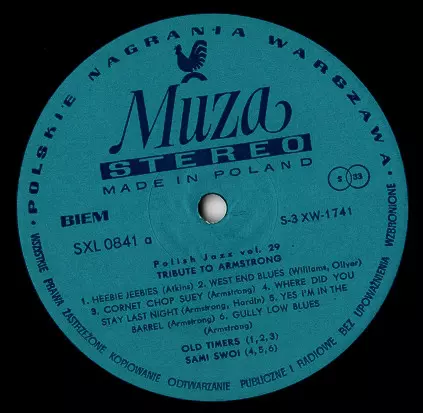 • POLSKIE NAGRANIA WARSZAWA •
Muza
STEREO
MADE IN POLAND
BIEM
2 33
SXL 0841 a
S-3 XW-1741
Polish Jazz vol. 29
TRIBUTE TO ARMSTRONG
1. HEEBIE JEEBIES (Atkins) 2. WEST END BLUES (Williams, Oliver)
3. CORNET CHOP SUEY (Armstrong) 4. WHERE DID YOU
STAY LAST NIGHT (Armstrong, Hardin) 5. YES I'M IN THE
BARREL (Armstrong) 6. GULLY LOW BLUES
(Armstrong)
OLD TIMERS (1,2,3)
SAMI SWOI (4,5,6)
WSZYSTKIE PRAWA ZASTRZEŻONE KOPIOWANIE ODTWARZANIE PUBLICZNE I RADIOWE BEZ UPOWAŻNIENIA WZBRONIONE